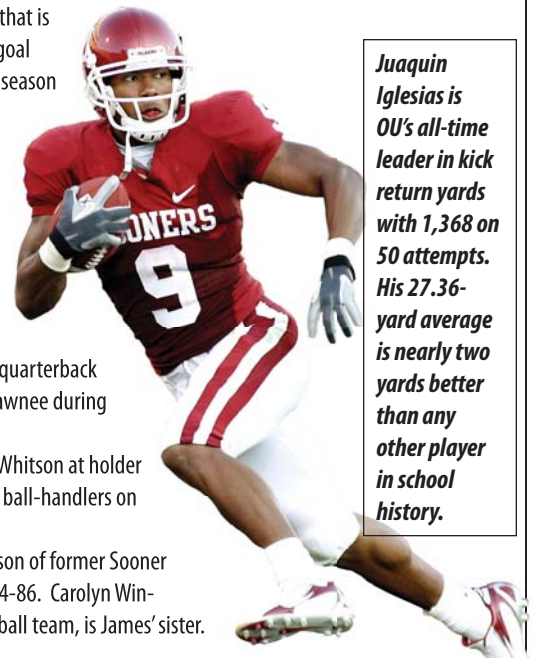 that is
goal
season
quarterback
awnee during
Whitson at holder
ball-handlers on
son of former Sooner
4-86. Carolyn Win-
ball team, is James' sister.
OONERS
9
Juaquin
Iglesias is
OU's all-time
leader in kick
return yards
with 1,368 on
50 attempts.
His 27.36-
yard average
is nearly two
yards better
than any
other player
in school
history.